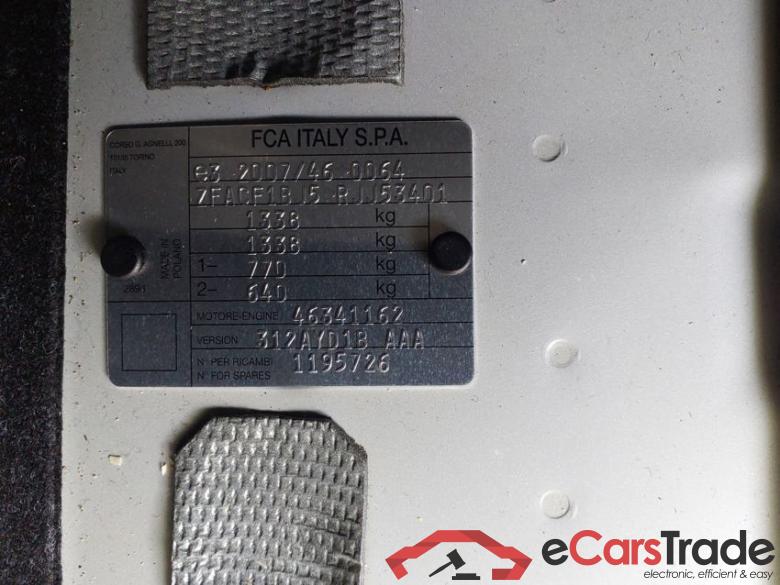 CORSO G. AGNELLI, 200
10135 TORINO
ITALY
FCA ITALY S.P.A.
e3 2007/46 0064
ZFACF1BJ5 RJJ53401
1338 kg
1338 kg
1– 770 kg
2– 640 kg
MADE IN
POLAND
2891
MOTORE-ENGINE 46341162
VERSION 312AYD1B AAA
N° PER RICAMBI
N° FOR SPARES
1195726
eCarsTrade
electronic, efficient & easy